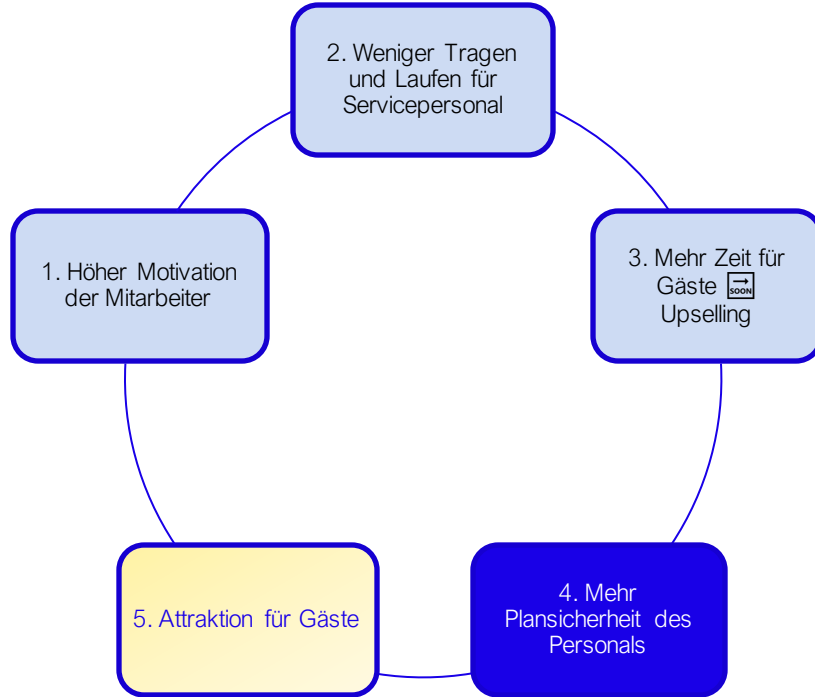 2. Weniger Tragen
und Laufen für
Servicepersonal
1. Höher Motivation
der Mitarbeiter
3. Mehr Zeit für
Gäste 🔜
Upselling
5. Attraktion für Gäste
4. Mehr
Plansicherheit des
Personals